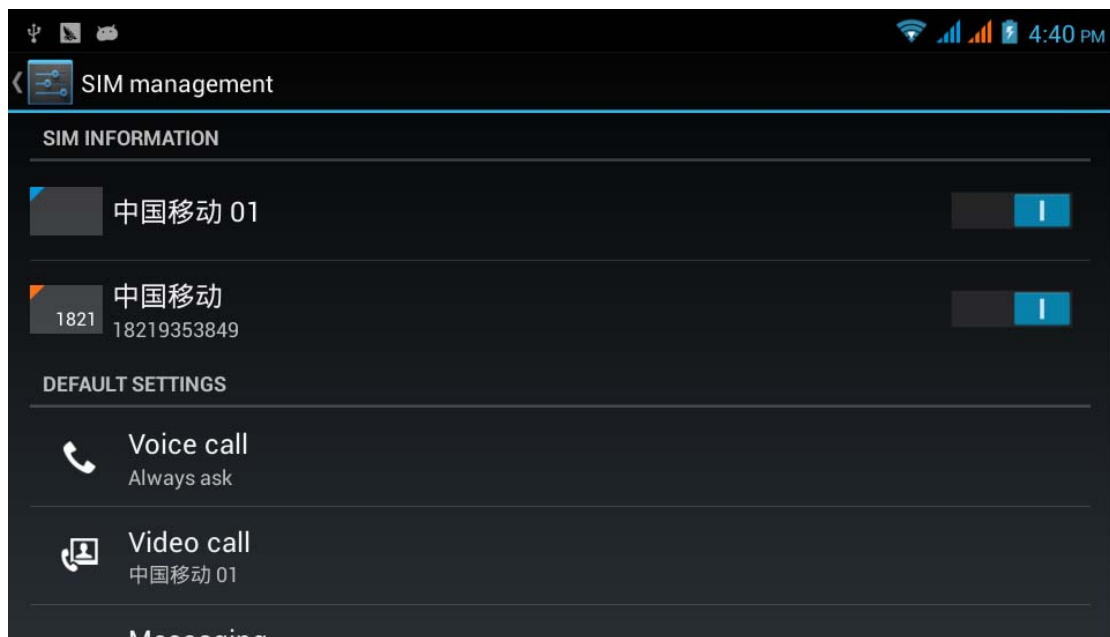 4:40 PM
SIM management
SIM INFORMATION
中国移动 01
中国移动
1821
18219353849
DEFAULT SETTINGS
Voice call
Always ask
Video call
中国移动 01
Messaging